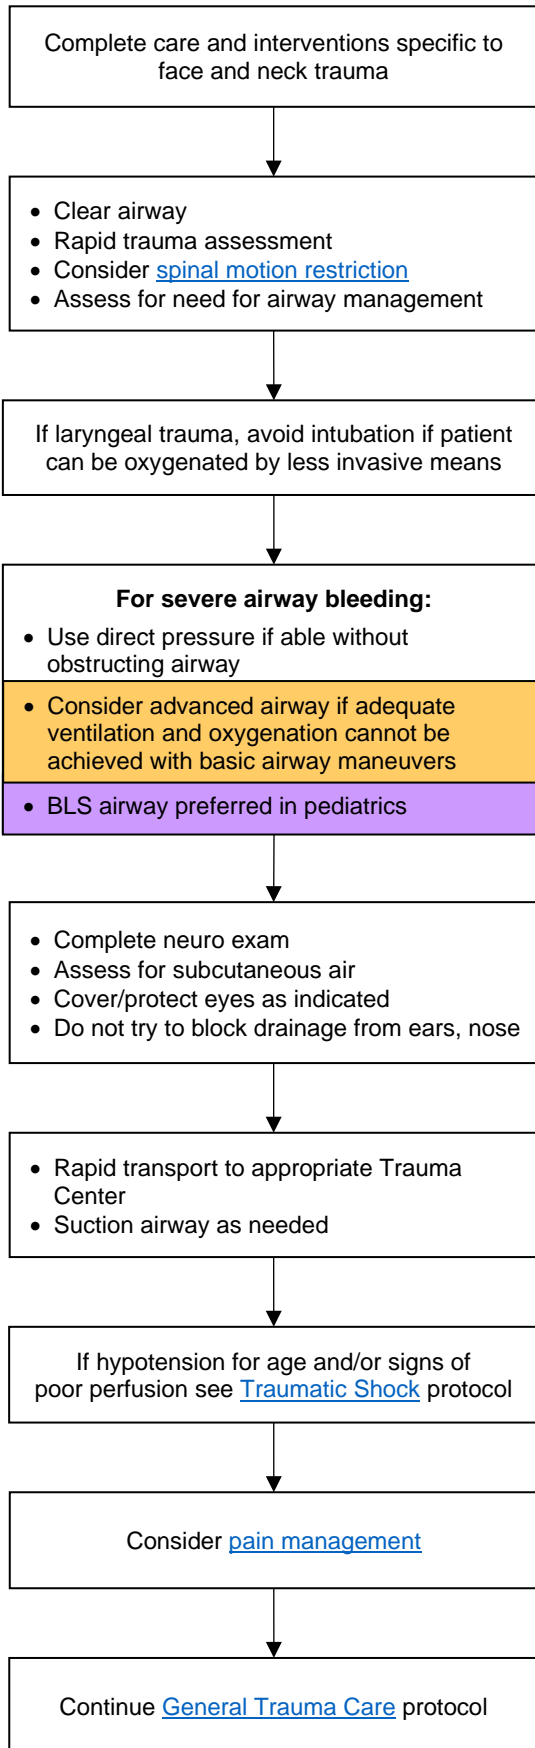 Complete care and interventions specific to
face and neck trauma
• Clear airway
• Rapid trauma assessment
• Consider spinal motion restriction
• Assess for need for airway management
If laryngeal trauma, avoid intubation if patient
can be oxygenated by less invasive means
For severe airway bleeding:
• Use direct pressure if able without
obstructing airway
• Consider advanced airway if adequate
ventilation and oxygenation cannot be
achieved with basic airway maneuvers
• BLS airway preferred in pediatrics
• Complete neuro exam
• Assess for subcutaneous air
• Cover/protect eyes as indicated
• Do not try to block drainage from ears, nose
• Rapid transport to appropriate Trauma
Center
• Suction airway as needed
If hypotension for age and/or signs of
poor perfusion see Traumatic Shock protocol
Consider pain management
Continue General Trauma Care protocol